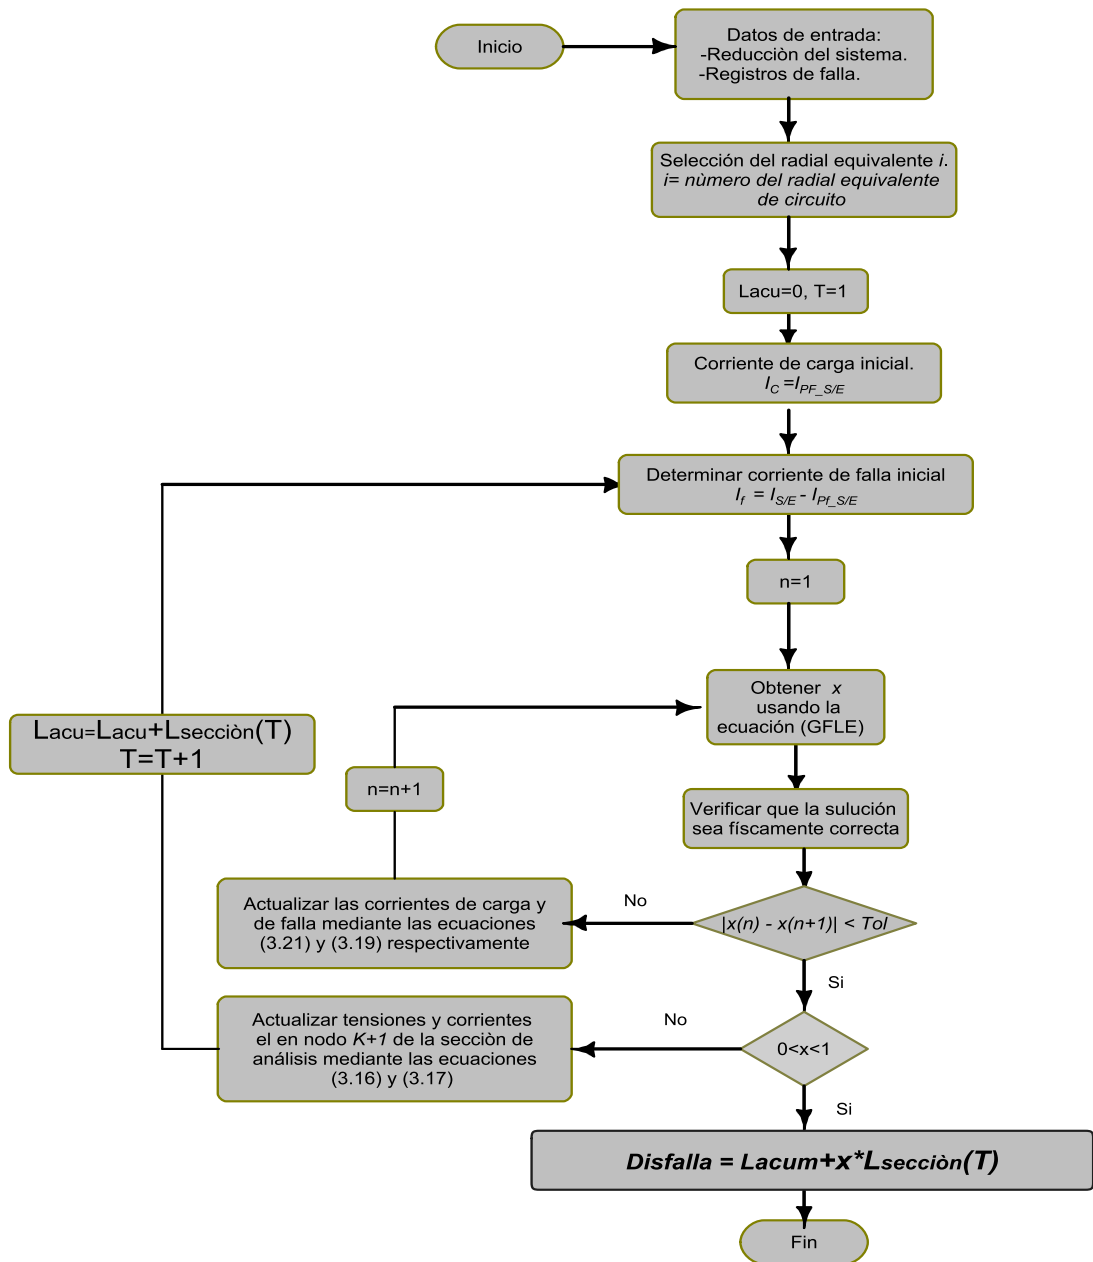 Inicio
Datos de entrada:
-Reducciòn del sistema.
-Registros de falla.
Selección del radial equivalente i.
i= nùmero del radial equivalente
de circuito
Lacu=0, T=1
Corriente de carga inicial.
I_C =I_PF_S/E
Determinar corriente de falla inicial
I_f = I_S/E - I_Pf_S/E
n=1
Obtener x
usando la
ecuación (GFLE)
Lacu=Lacu+Lsecciòn(T)
T=T+1
n=n+1
Verificar que la sulución
sea físcamente correcta
Actualizar las corrientes de carga y
de falla mediante las ecuaciones
(3.21) y (3.19) respectivamente
No
|x(n) - x(n+1)| < Tol
Si
Actualizar tensiones y corrientes
el en nodo K+1 de la secciòn de
análisis mediante las ecuaciones
(3.16) y (3.17)
No
0<x<1
Si
Disfalla = Lacum+x*Lsecciòn(T)
Fin